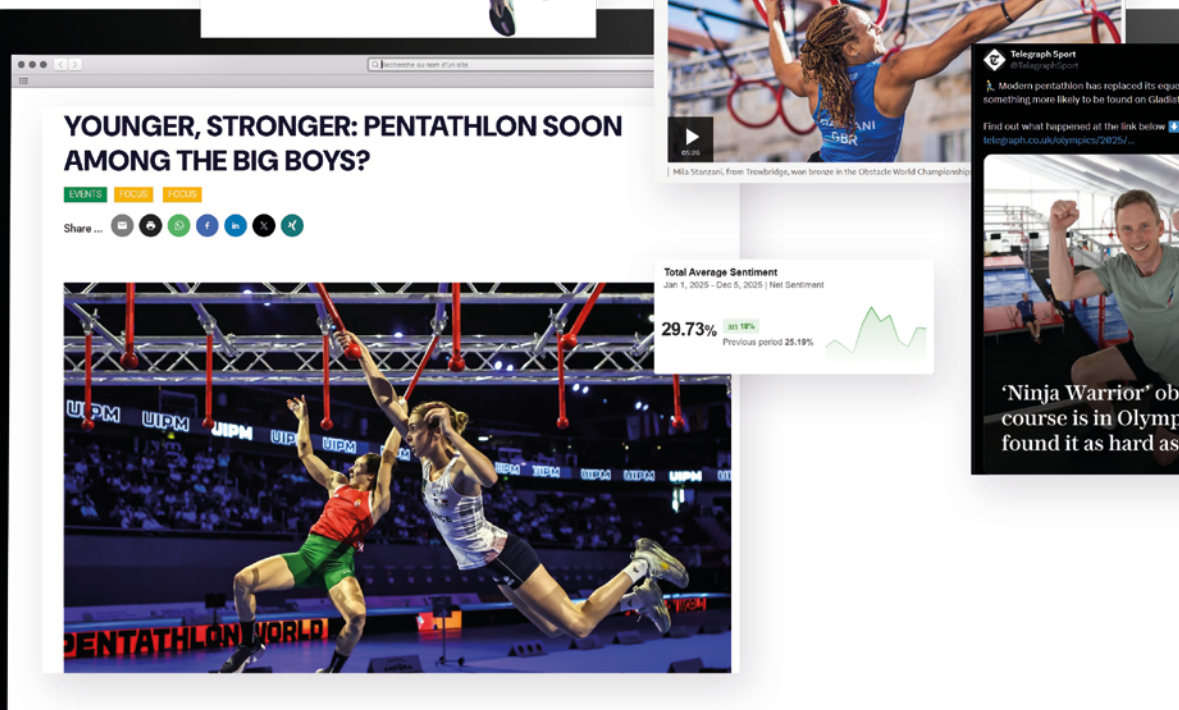 Recherche ou nom d'un site
YOUNGER, STRONGER: PENTATHLON SOON
AMONG THE BIG BOYS?
EVENTS FOCUS FOCUS
Share ...
UIPM UIPM UIPM UIPM UIPM UIPM UIPM UIPM UIPM
PENTATHLON WORLD
GBR
05:26
Mila Stanzani, from Trowbridge, won bronze in the Obstacle World Championship
Total Average Sentiment
Jan 1, 2025 - Dec 5, 2025 | Net Sentiment
29.73%
18%
Previous period 25.19%
Telegraph Sport
@TelegraphSport
Modern pentathlon has replaced its eque
something more likely to be found on Gladiat
Find out what happened at the link below
telegraph.co.uk/olympics/2025/...
'Ninja Warrior' ob
course is in Olymp
found it as hard as